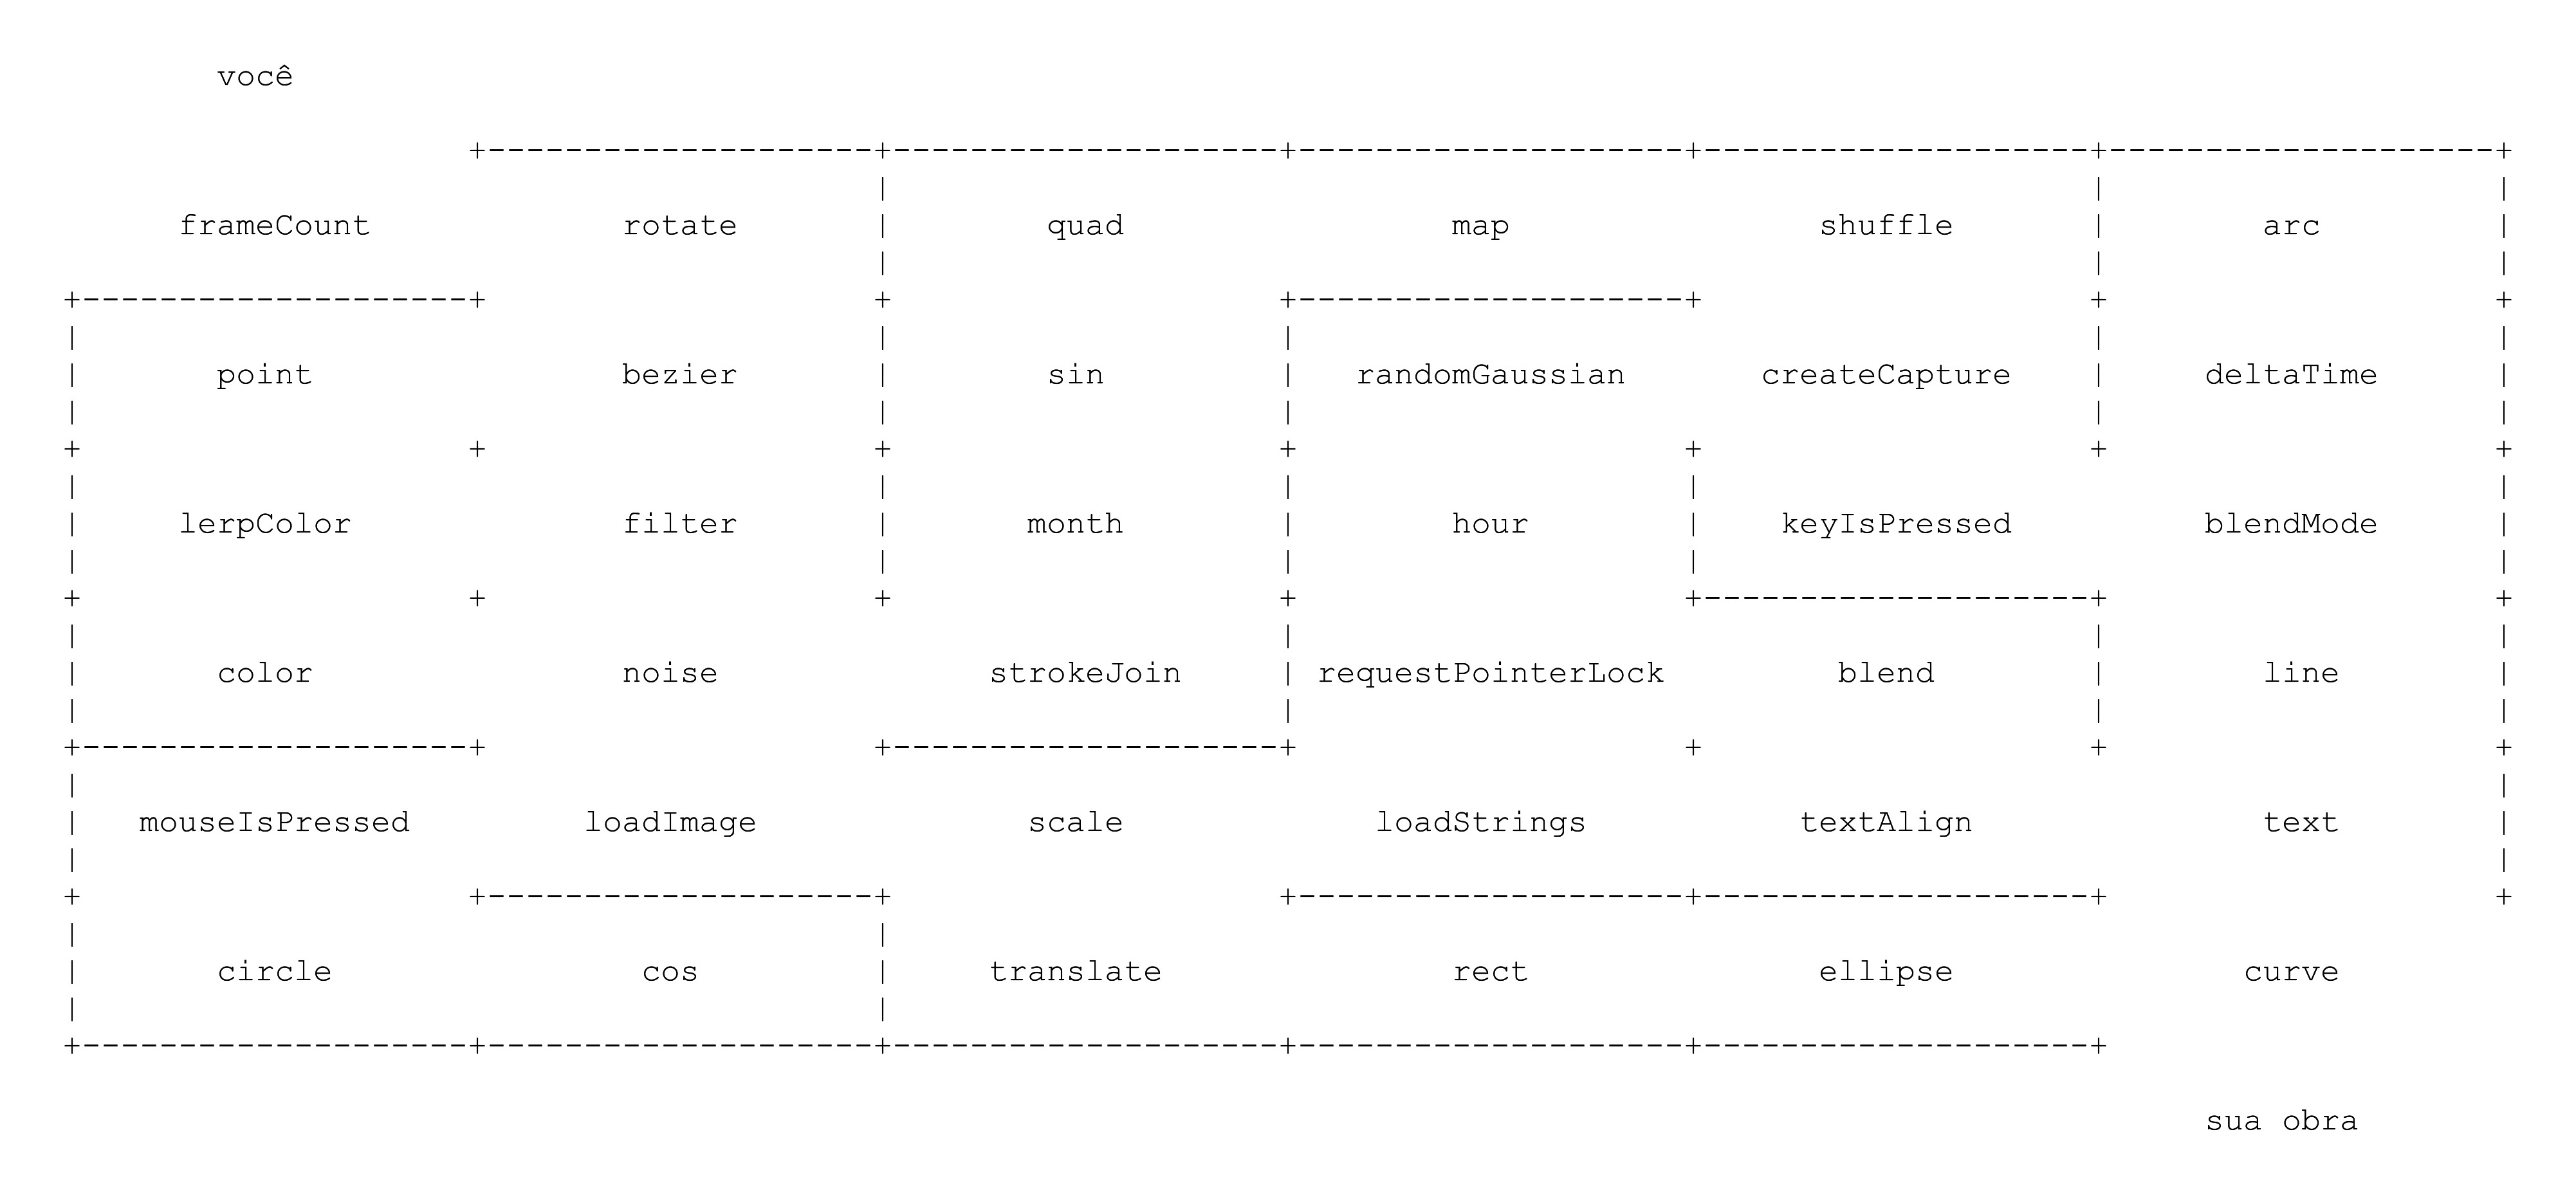 você
frameCount rotate quad map shuffle arc
point bezier sin randomGaussian createCapture deltaTime
lerpColor filter month hour keyIsPressed blendMode
color noise strokeJoin requestPointerLock blend line
mouseIsPressed loadImage scale loadStrings textAlign text
circle cos translate rect ellipse curve
sua obra